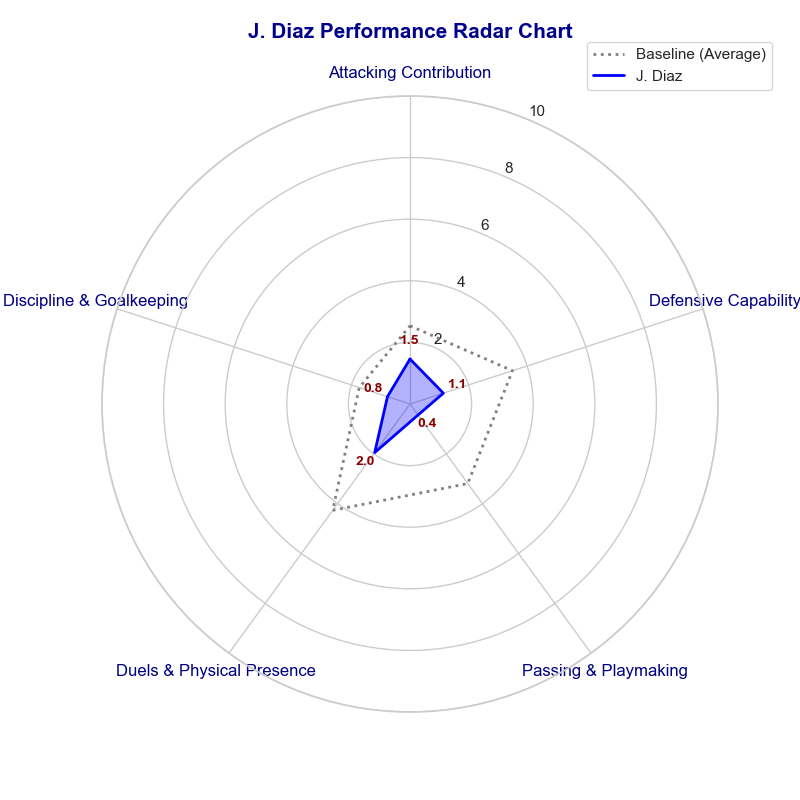 J. Diaz Performance Radar Chart
Baseline (Average)
J. Diaz
Attacking Contribution
10
8
6
4
2
1.5
Discipline & Goalkeeping
Defensive Capability
0.8
1.1
0.4
2.0
Duels & Physical Presence
Passing & Playmaking